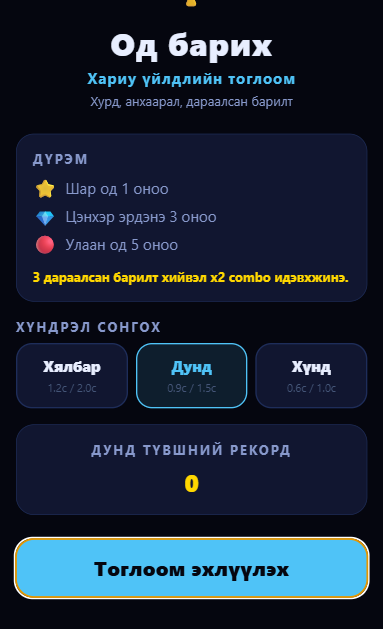 Од барих
Хариу үйлдлийн тоглоом
Хурд, анхаарал, дараалсан барилт
ДҮРЭМ
Шар од 1 оноо
Цэнхэр эрдэнэ 3 оноо
Улаан од 5 оноо
3 дараалсан барилт хийвэл x2 combo идэвхжинэ.
ХҮНДРЭЛ СОНГОХ
Хялбар
1.2с / 2.0с
Дунд
0.9с / 1.5с
Хүнд
0.6с / 1.0с
ДУНД ТҮВШНИЙ РЕКОРД
0
Тоглоом эхлүүлэх